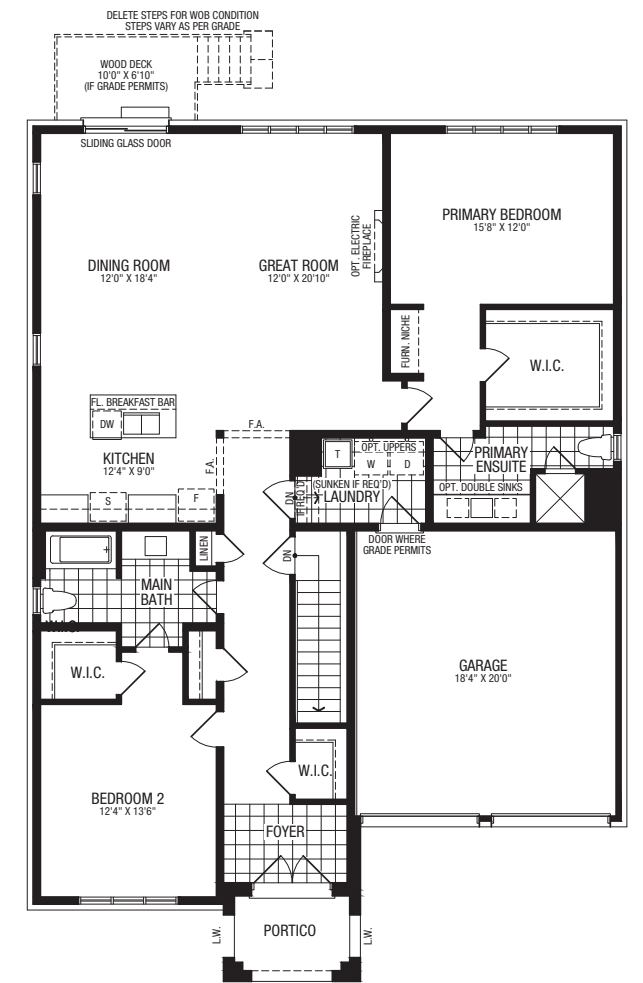 DELETE STEPS FOR WOB CONDITION
STEPS VARY AS PER GRADE
WOOD DECK
10'0" X 6'10"
(IF GRADE PERMITS)
SLIDING GLASS DOOR
PRIMARY BEDROOM
15'8" X 12'0"
OPT. ELECTRIC
FIREPLACE
DINING ROOM
12'0" X 18'4"
GREAT ROOM
12'0" X 20'10"
FURN. NICHE
W.I.C.
FL. BREAKFAST BAR
DW
F.A.
KITCHEN
12'4" X 9'0"
F.A.
S
F
OPT. UPPERS
T
W
D
(SUNKEN IF REQ'D)
LAUNDRY
DN
IF REQ'D
PRIMARY
ENSUITE
OPT. DOUBLE SINKS
DOOR WHERE
GRADE PERMITS
LINEN
DN
MAIN
BATH
W.I.C.
W.I.C.
GARAGE
18'4" X 20'0"
W.I.C.
BEDROOM 2
12'4" X 13'6"
FOYER
PORTICO
L.W.
L.W.